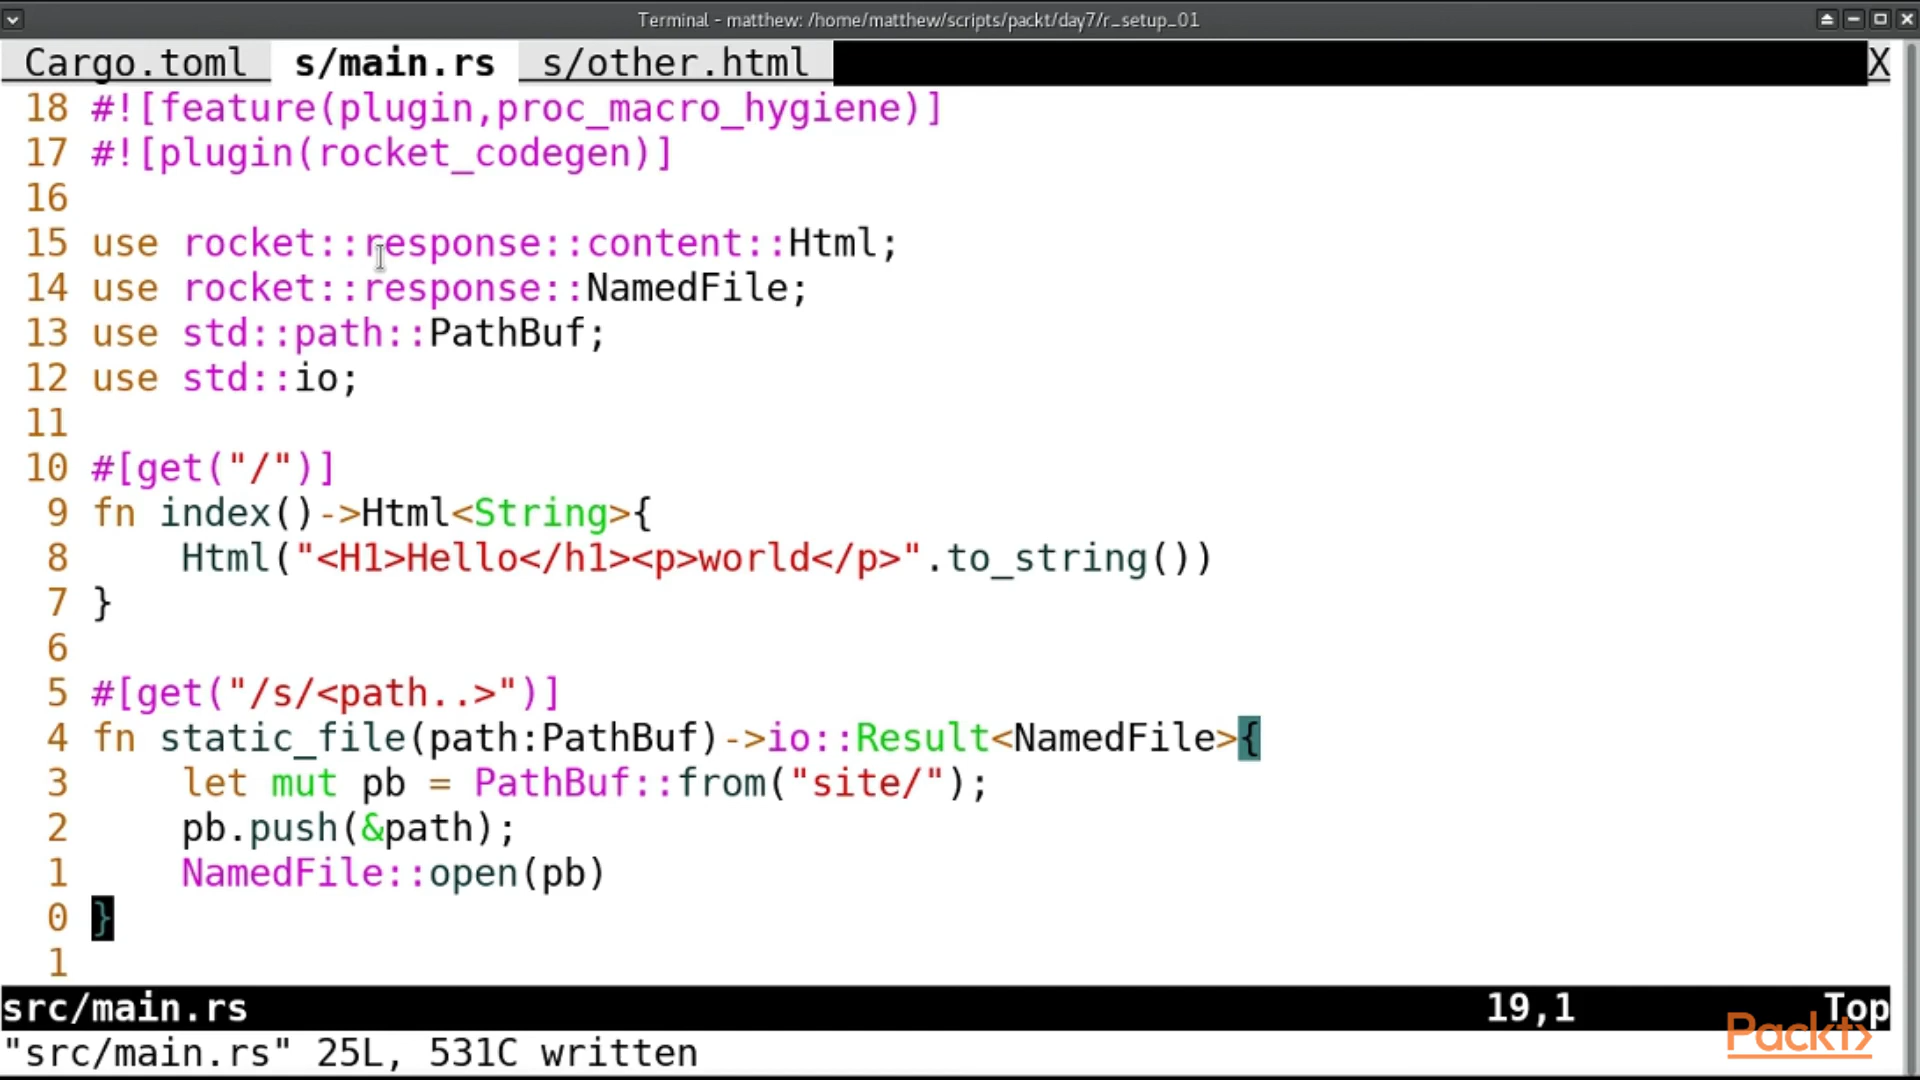 Terminal - matthew: /home/matthew/scripts/packt/day7/r_setup_01
Cargo.toml s/main.rs s/other.html X
18 #![feature(plugin,proc_macro_hygiene)]
17 #![plugin(rocket_codegen)]
16
15 use rocket::response::content::Html;
14 use rocket::response::NamedFile;
13 use std::path::PathBuf;
12 use std::io;
11
10 #[get("/")]
9 fn index()->Html<String>{
8     Html("<H1>Hello</h1><p>world</p>".to_string())
7 }
6
5 #[get("/s/<path..>")]
4 fn static_file(path:PathBuf)->io::Result<NamedFile>{
3     let mut pb = PathBuf::from("site/");
2     pb.push(&path);
1     NamedFile::open(pb)
0 }
1
src/main.rs 19,1 Top
Packt>
"src/main.rs" 25L, 531C written